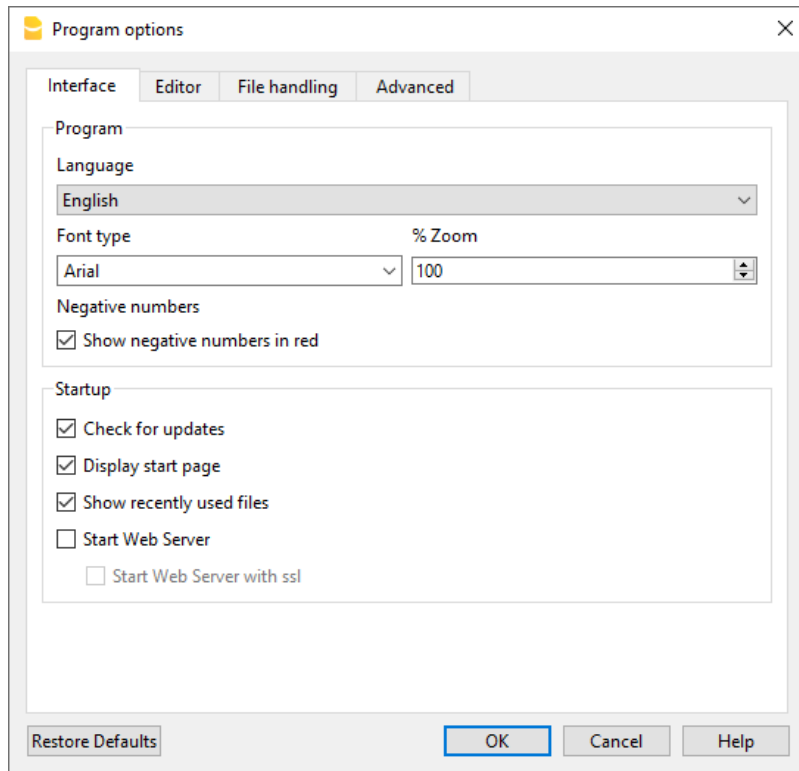 Program options
Interface Editor File handling Advanced
Program
Language
English
Font type % Zoom
Arial 100
Negative numbers
Show negative numbers in red
Startup
Check for updates
Display start page
Show recently used files
Start Web Server
Start Web Server with ssl
Restore Defaults OK Cancel Help